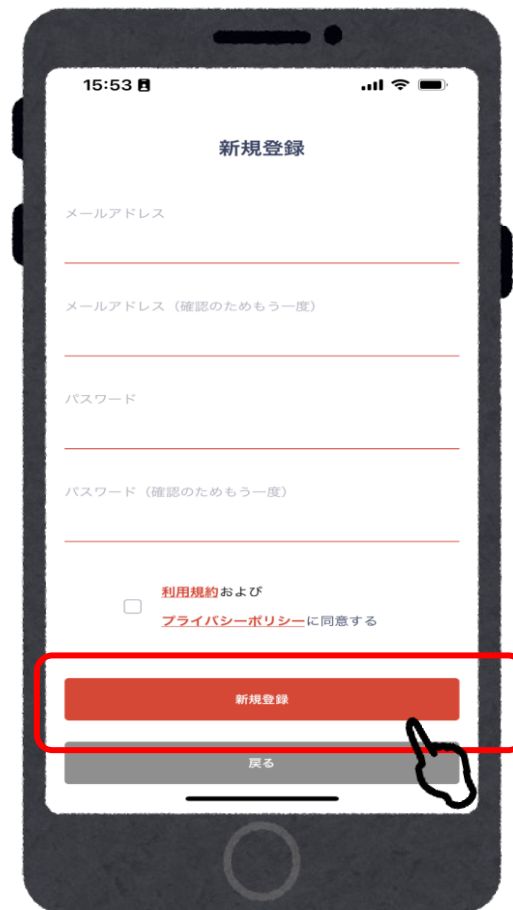 15:53
新規登録
メールアドレス
メールアドレス（確認のためもう一度）
パスワード
パスワード（確認のためもう一度）
利用規約および
プライバシーポリシーに同意する
新規登録
戻る